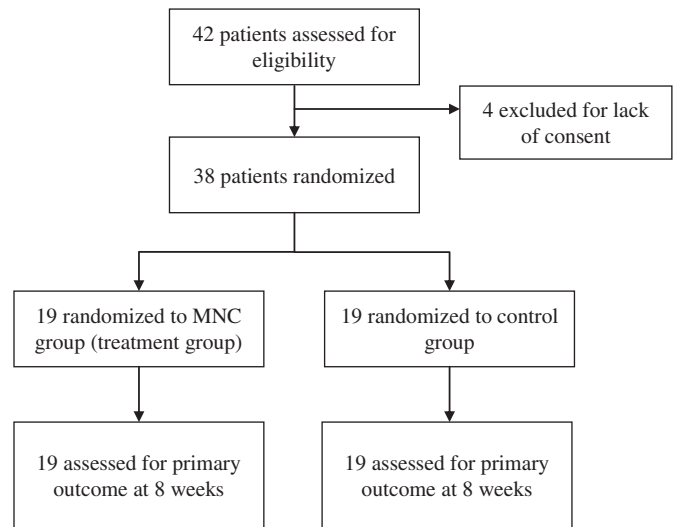 42 patients assessed for
eligibility
4 excluded for lack
of consent
38 patients randomized
19 randomized to MNC
group (treatment group)
19 randomized to control
group
19 assessed for primary
outcome at 8 weeks
19 assessed for primary
outcome at 8 weeks